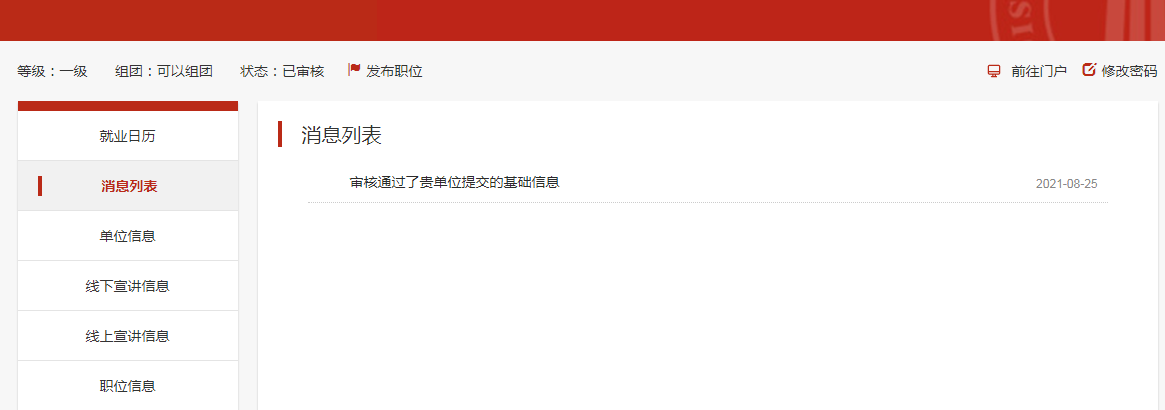 等级：一级 组团：可以组团 状态：已审核 发布职位 前往门户 修改密码
就业日历
消息列表
单位信息
线下宣讲信息
线上宣讲信息
职位信息
消息列表
审核通过了贵单位提交的基础信息 2021-08-25